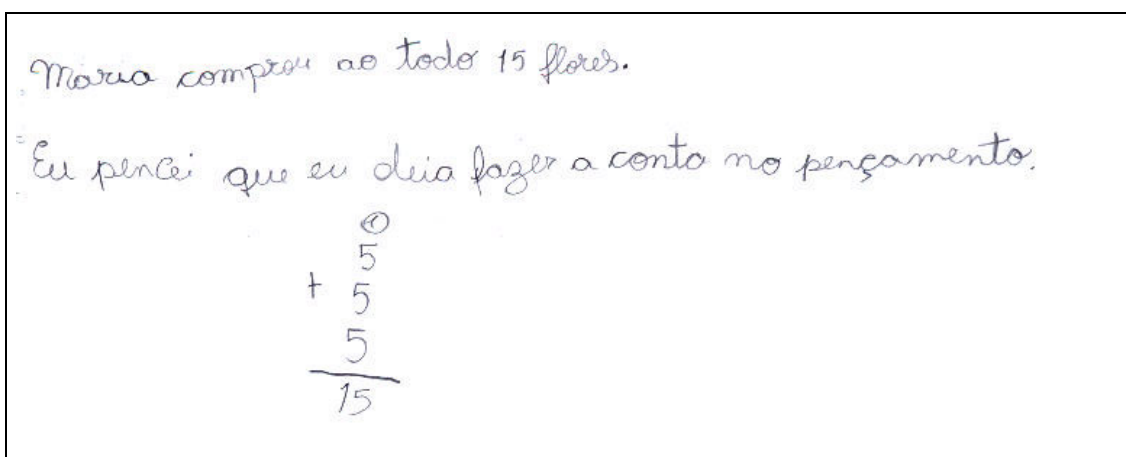 Maria comprou ao todo 15 flores.
Eu pencei que eu deia fazer a conta no pençamento.
①
5
+ 5
5
15